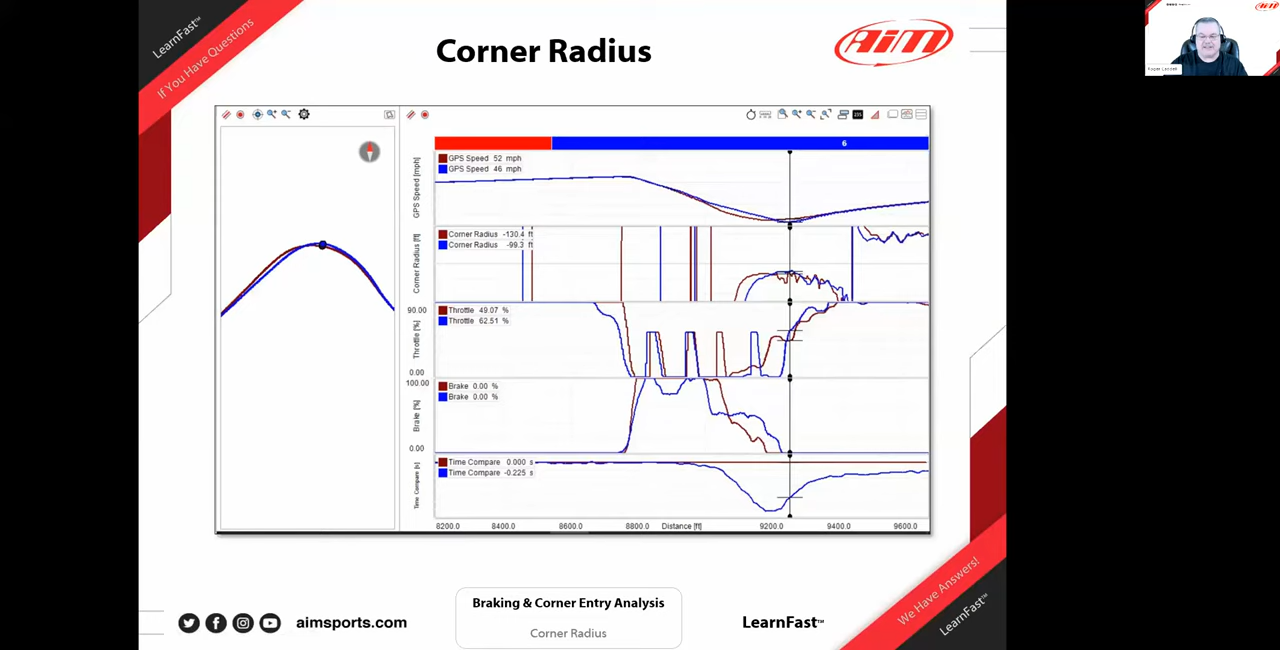 LearnFast™
If You Have Questions
Corner Radius
AiM
6
GPS Speed [mph]
GPS Speed 52 mph
GPS Speed 46 mph
Corner Radius [ft]
Corner Radius -130.4 ft
Corner Radius -99.3 ft
90.00
Throttle [%]
0.00
Throttle 49.07 %
Throttle 62.51 %
100.00
Brake [%]
0.00
Brake 0.00 %
Brake 0.00 %
Time Compare [s]
Time Compare 0.000 s
Time Compare -0.225 s
8200.0 8400.0 8600.0 8800.0 Distance [ft] 9200.0 9400.0 9600.0
aimsports.com
Braking & Corner Entry Analysis
Corner Radius
LearnFast™
We Have Answers!
LearnFast™